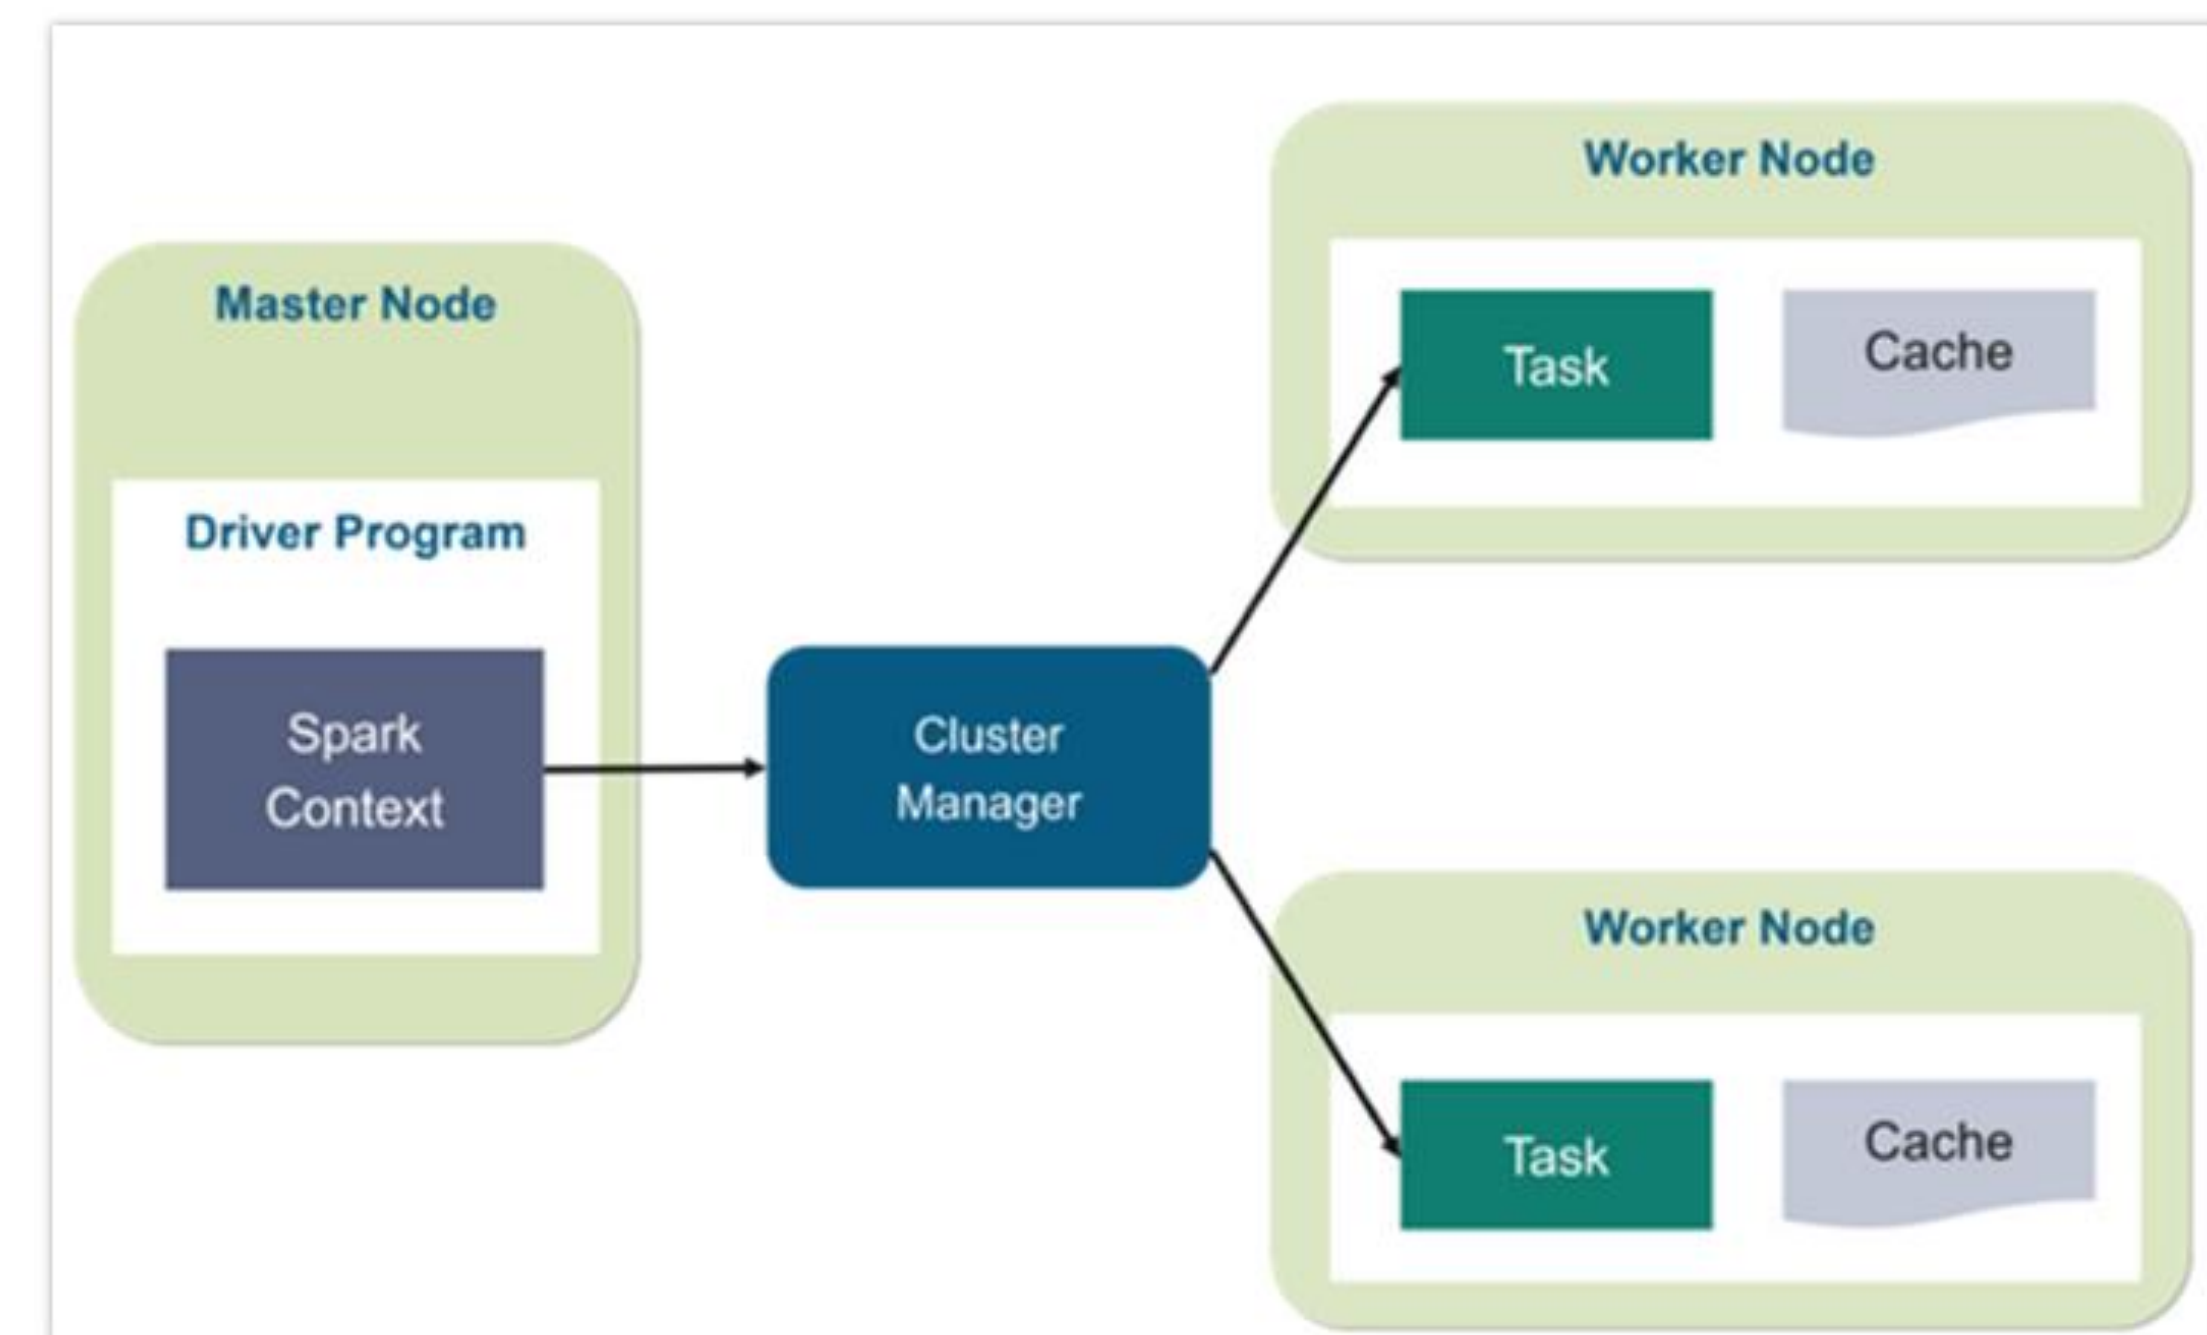 Master Node
Driver Program
Spark
Context
Cluster
Manager
Worker Node
Task
Cache
Worker Node
Task
Cache